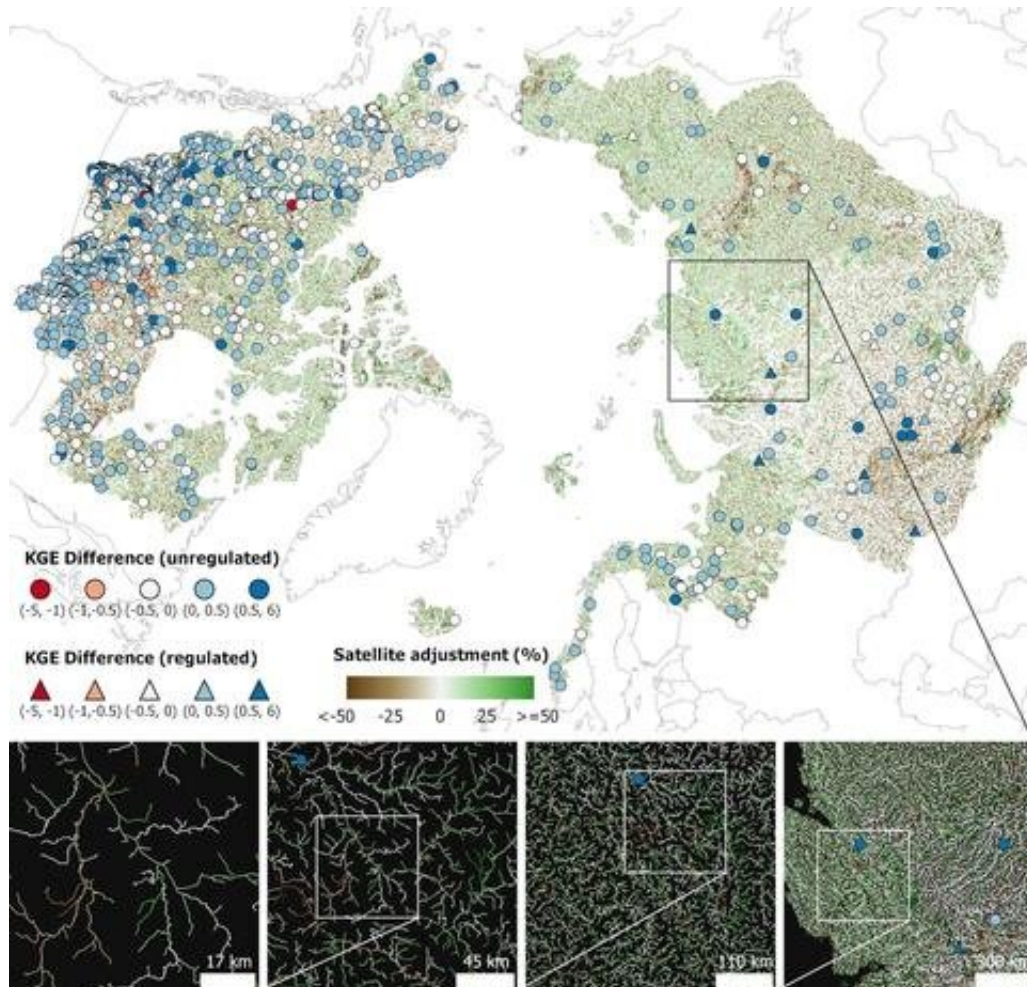 KGE Difference (unregulated)
(-5, -1) (-1,-0.5) (-0.5, 0) (0, 0.5) (0.5, 6)
KGE Difference (regulated)
(-5, -1) (-1,-0.5) (-0.5, 0) (0, 0.5) (0.5, 6)
Satellite adjustment (%)
<-50 -25 0 25 >=50
17 km
45 km
110 km
300 km